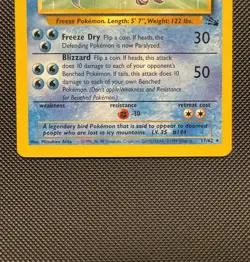 Freeze Pokémon. Length: 5' 7", Weight: 122 lbs.
Freeze Dry Flip a coin. If heads, the
Defending Pokémon is now Paralyzed.
30
Blizzard Flip a coin. If heads, this attack
does 10 damage to each of your opponent's
Benched Pokémon. If tails, this attack does
10 damage to each of your own Benched
Pokémon. (Don't apply Weakness and Resistance for
Benched Pokémon.)
50
weakness
resistance
retreat cost
-30
A legendary bird Pokémon that is said to appear to doomed
people who are lost in icy mountains. LV. 35 #144
Illus. Mitsuhiro Arita
17/62